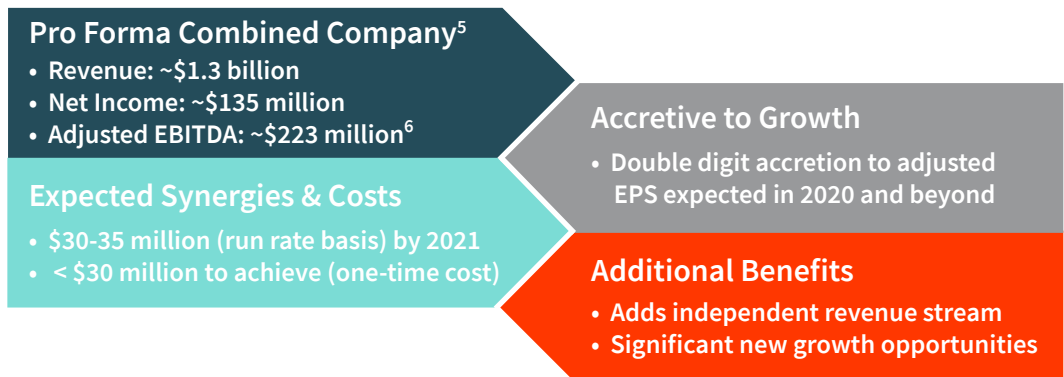 Pro Forma Combined Company⁵
• Revenue: ~$1.3 billion
• Net Income: ~$135 million
• Adjusted EBITDA: ~$223 million⁶
Expected Synergies & Costs
• $30-35 million (run rate basis) by 2021
• < $30 million to achieve (one-time cost)
Accretive to Growth
• Double digit accretion to adjusted
EPS expected in 2020 and beyond
Additional Benefits
• Adds independent revenue stream
• Significant new growth opportunities